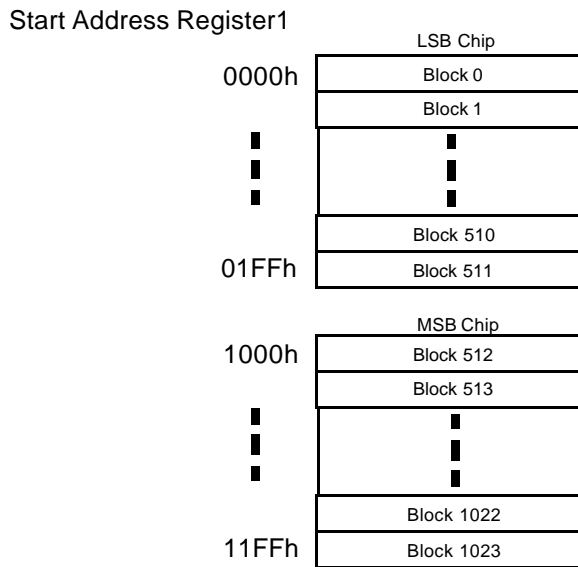 Start Address Register1
LSB Chip
0000h
Block 0
Block 1
Block 510
01FFh
Block 511
MSB Chip
1000h
Block 512
Block 513
Block 1022
11FFh
Block 1023